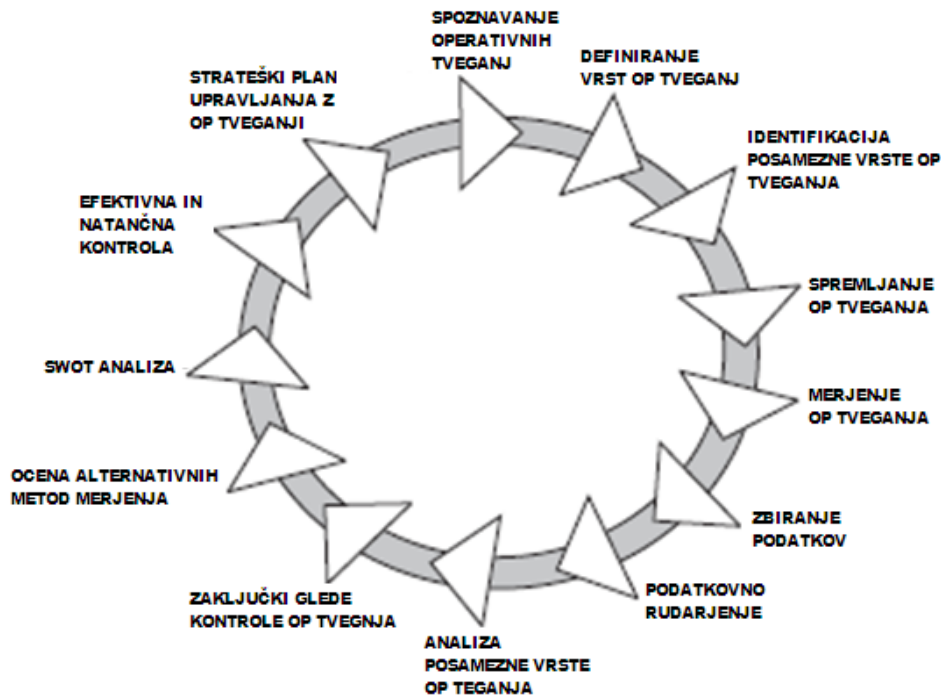 SPOZNAVANJE
OPERATIVNIH
TVEGANJ
DEFINIRANJE
VRST OP TVEGANJ
IDENTIFIKACIJA
POSAMEZNE VRSTE OP
TVEGANJA
SPREMLJANJE
OP TVEGANJA
MERJENJE
OP TVEGANJA
ZBIRANJE
PODATKOV
PODATKOVNO
RUDARJENJE
ANALIZA
POSAMEZNE VRSTE
OP TEGANJA
ZAKLJUČKI GLEDE
KONTROLE OP TVEGNJA
OCENA ALTERNATIVNIH
METOD MERJENJA
SWOT ANALIZA
EFEKTIVNA IN
NATANČNA
KONTROLA
STRATEŠKI PLAN
UPRAVLJANJA Z
OP TVEGANJI